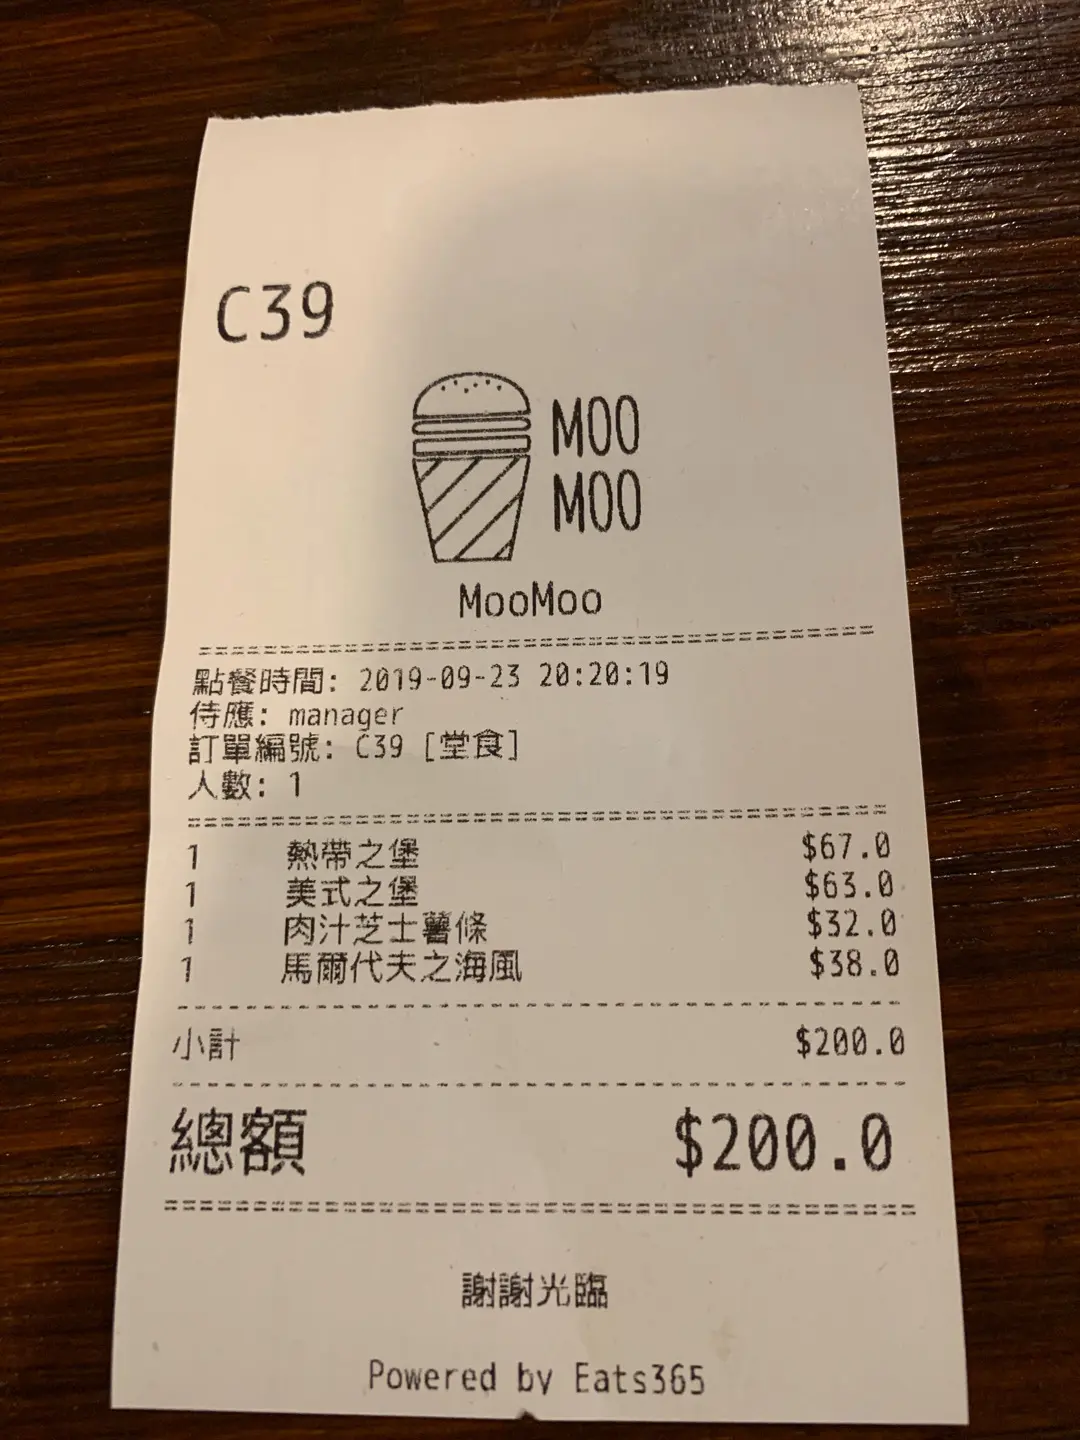 C39
MOO
MOO
MooMoo
點餐時間: 2019-09-23 20:20:19
侍應: manager
訂單編號: C39 [堂食]
人數: 1
1 熱帶之堡 $67.0
1 美式之堡 $63.0
1 肉汁芝士薯條 $32.0
1 馬爾代夫之海風 $38.0
小計 $200.0
總額 $200.0
謝謝光臨
Powered by Eats365